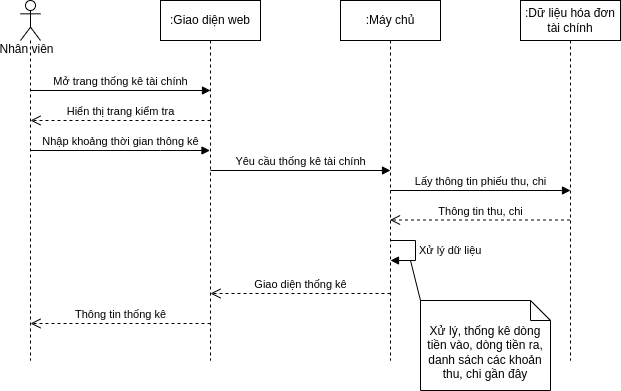 :Giao diện web
:Máy chủ
:Dữ liệu hóa đơn
tài chính
Nhân viên
Mở trang thống kê tài chính
Hiển thị trang kiểm tra
Nhập khoảng thời gian thông kê
Yêu cầu thống kê tài chính
Lấy thông tin phiếu thu, chi
Thông tin thu, chi
Xử lý dữ liệu
Giao diện thống kê
Thông tin thống kê
Xử lý, thống kê dòng
tiền vào, dòng tiền ra,
danh sách các khoản
thu, chi gần đây